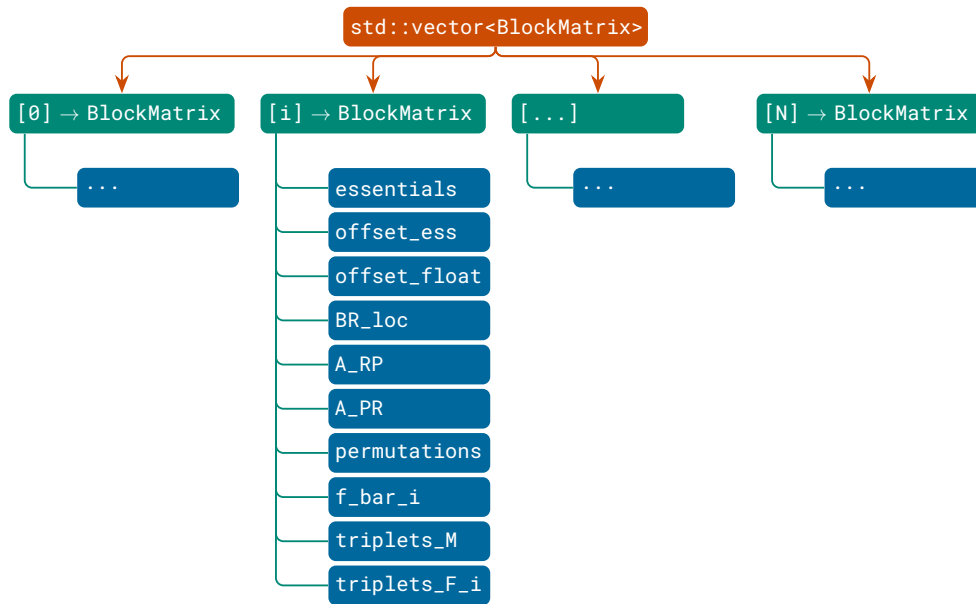 std::vector<BlockMatrix>
[0] → BlockMatrix
[i] → BlockMatrix
[...]
[N] → BlockMatrix
···
essentials
offset_ess
offset_float
BR_loc
A_RP
A_PR
permutations
f_bar_i
triplets_M
triplets_F_i
···
···